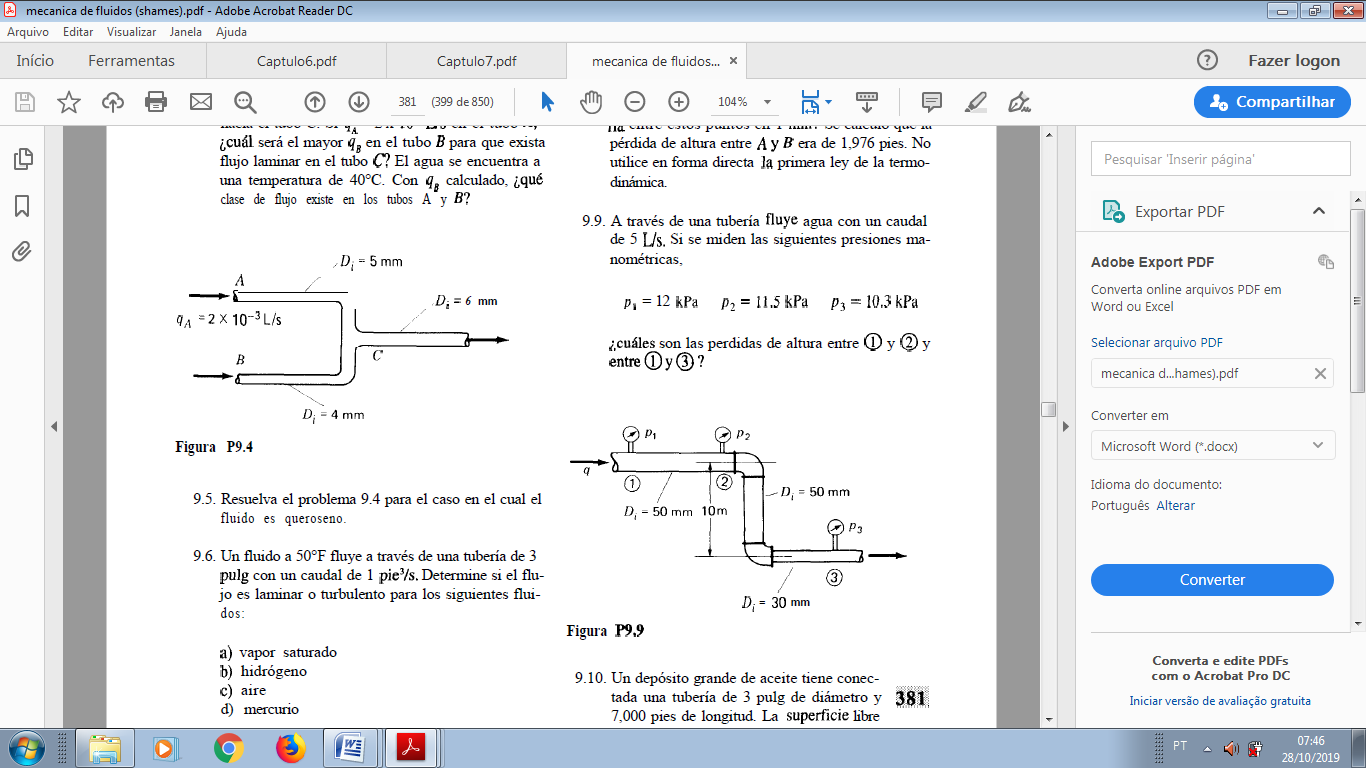 mecanica de fluidos (shames).pdf - Adobe Acrobat Reader DC
Arquivo Editar Visualizar Janela Ajuda
Início Ferramentas Captulo6.pdf Captulo7.pdf mecanica de fluidos... × Fazer logon
381 (399 de 850) 104% Compartilhar
¿cuál será el mayor q_B en el tubo B para que exista
flujo laminar en el tubo C? El agua se encuentra a
una temperatura de 40°C. Con q_B calculado, ¿qué
clase de flujo existe en los tubos A y B?
D_i = 5 mm
A
D_i = 6 mm
q_A = 2 × 10⁻³ L/s
B
C
D_i = 4 mm
Figura P9.4
9.5. Resuelva el problema 9.4 para el caso en el cual el
fluido es queroseno.
9.6. Un fluido a 50°F fluye a través de una tubería de 3
pulg con un caudal de 1 pie³/s. Determine si el flu-
jo es laminar o turbulento para los siguientes flui-
dos:
a) vapor saturado
b) hidrógeno
c) aire
d) mercurio
pérdida de altura entre A y B era de 1,976 pies. No
utilice en forma directa la primera ley de la termo-
dinámica.
9.9. A través de una tubería fluye agua con un caudal
de 5 L/s. Si se miden las siguientes presiones ma-
nométricas,
p₁ = 12 kPa p₂ = 11.5 kPa p₃ = 10.3 kPa
¿cuáles son las perdidas de altura entre ① y ② y
entre ① y ③ ?
p₁ p₂
q
① ②
D_i = 50 mm
D_i = 50 mm 10m
p₃
③
D_i = 30 mm
Figura P9.9
9.10. Un depósito grande de aceite tiene conec-
tada una tubería de 3 pulg de diámetro y
7,000 pies de longitud. La superficie libre
381
Pesquisar 'Inserir página'
Exportar PDF
Adobe Export PDF
Converta online arquivos PDF em
Word ou Excel
Selecionar arquivo PDF
mecanica d...hames).pdf
Converter em
Microsoft Word (*.docx)
Idioma do documento:
Português Alterar
Converter
Converta e edite PDFs
com o Acrobat Pro DC
Iniciar versão de avaliação gratuita
PT 07:46
28/10/2019